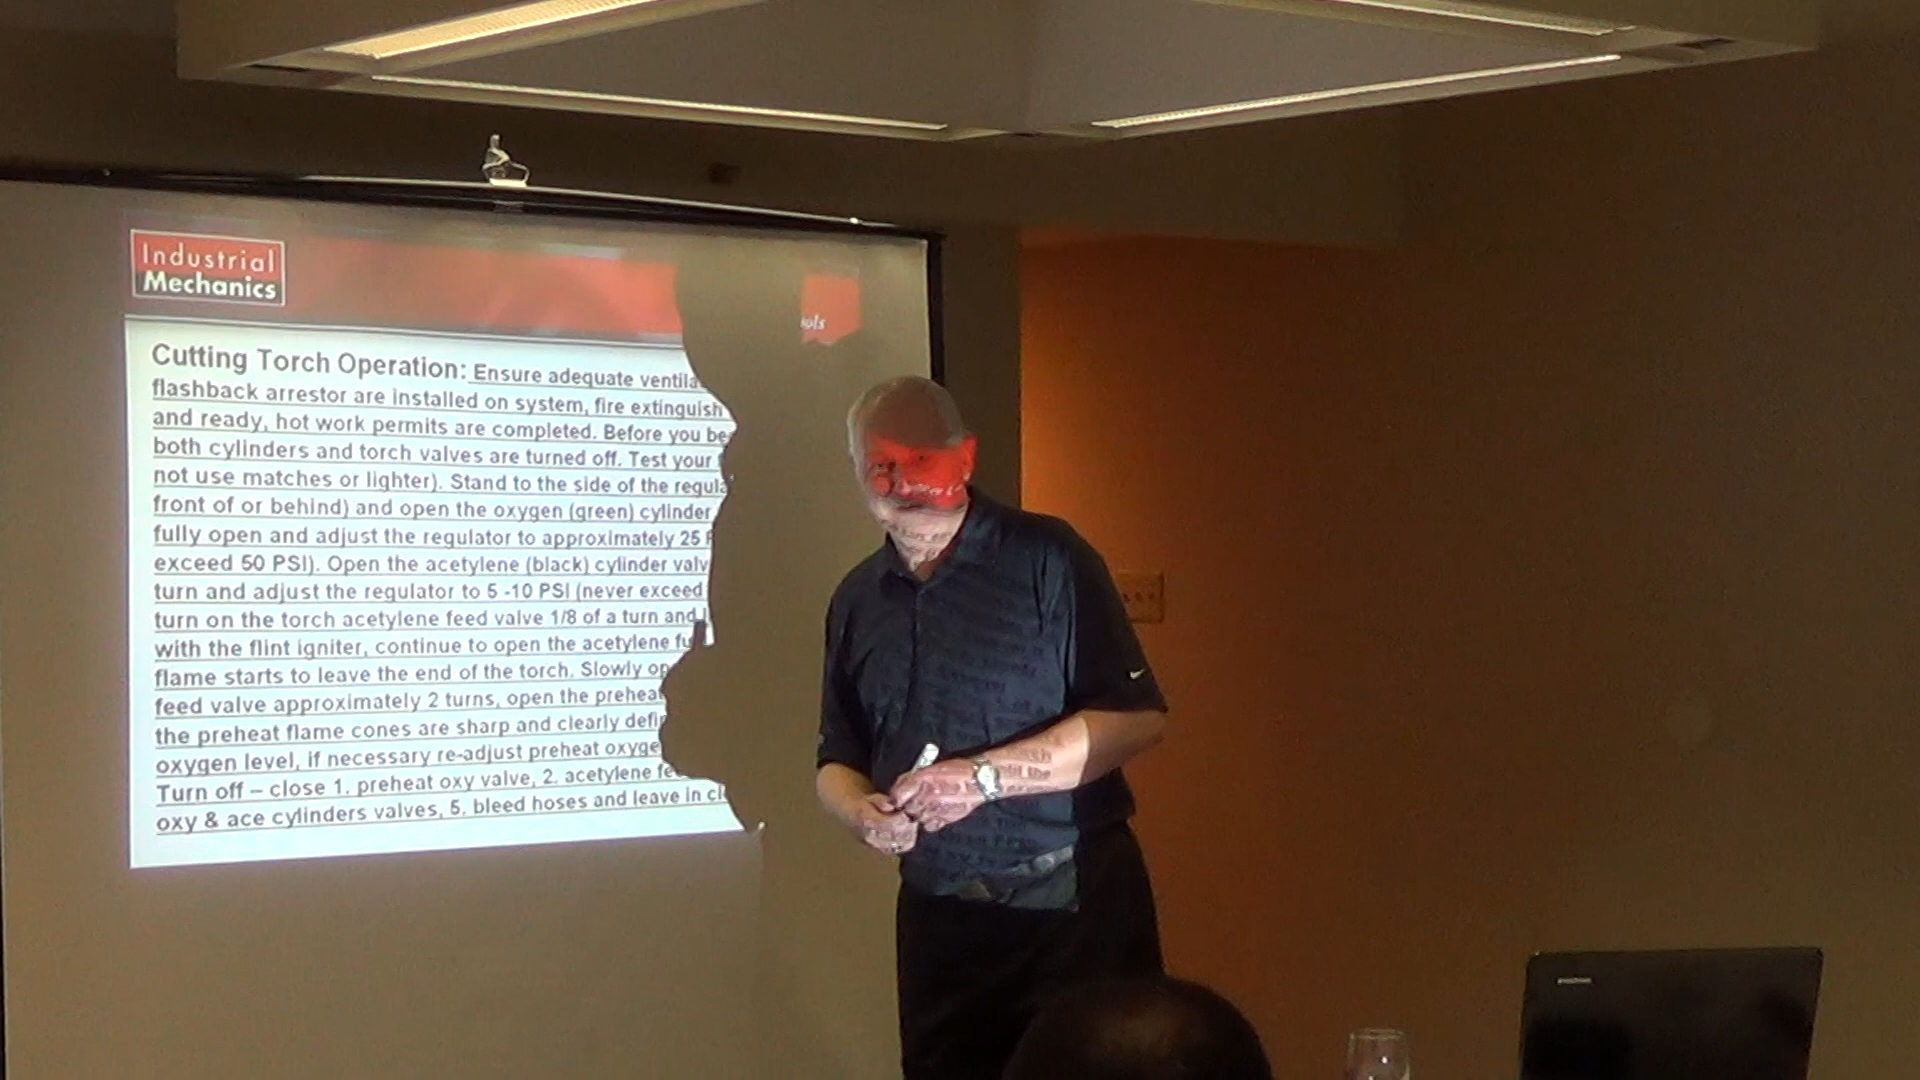 Industrial
Mechanics
ols
Cutting Torch Operation: Ensure adequate ventila
flashback arrestor are installed on system, fire extinguish
and ready, hot work permits are completed. Before you be
both cylinders and torch valves are turned off. Test your
not use matches or lighter). Stand to the side of the regula
front of or behind) and open the oxygen (green) cylinder
fully open and adjust the regulator to approximately 25
exceed 50 PSI). Open the acetylene (black) cylinder valv
turn and adjust the regulator to 5 -10 PSI (never exceed
turn on the torch acetylene feed valve 1/8 of a turn and
with the flint igniter, continue to open the acetylene fu
flame starts to leave the end of the torch. Slowly op
feed valve approximately 2 turns, open the preheat
the preheat flame cones are sharp and clearly defin
oxygen level, if necessary re-adjust preheat oxyge
Turn off – close 1. preheat oxy valve, 2. acetylene fe
oxy & ace cylinders valves, 5. bleed hoses and leave in cl